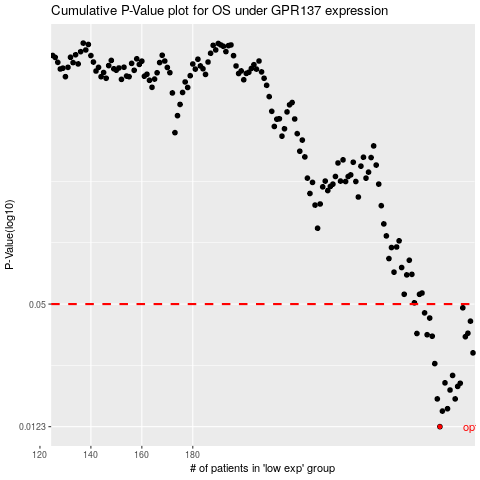 Cumulative P-Value plot for OS under GPR137 expression
P-Value(log10)
0.05
0.0123
op
120 140 160 180
# of patients in 'low exp' group